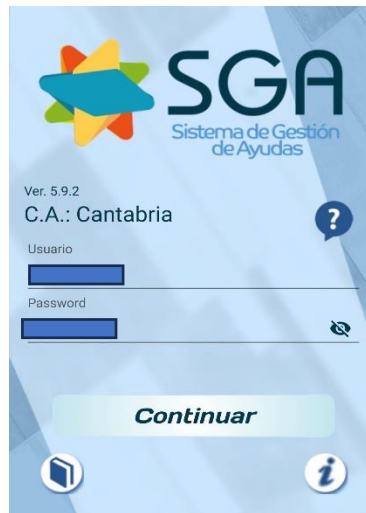 SGA
Sistema de Gestión
de Ayudas
Ver. 5.9.2
C.A.: Cantabria
?
Usuario
Password
Continuar
i